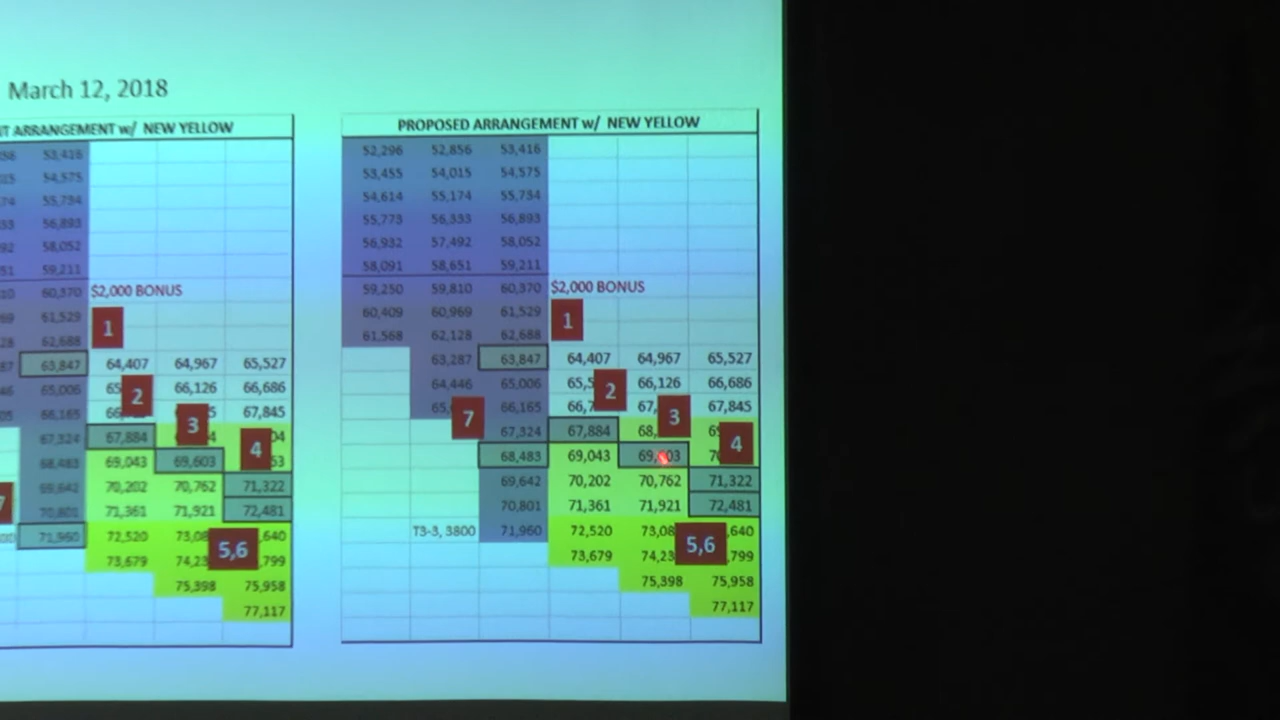 March 12, 2018
ARRANGEMENT w/ NEW YELLOW
53,416
54,575
55,734
56,893
58,052
59,211
60,370 $2,000 BONUS
61,529 1
62,688
63,847 64,407 64,967 65,527
65,006 2 66,126 66,686
66,165 3 67,845
67,324 67,884 4
68,483 69,043 69,603
69,642 70,202 70,762 71,322
70,801 71,361 71,921 72,481
71,960 72,520 5,6
73,679
75,398 75,958
77,117
PROPOSED ARRANGEMENT w/ NEW YELLOW
52,296 52,856 53,416
53,455 54,015 54,575
54,614 55,174 55,734
55,773 56,333 56,893
56,932 57,492 58,052
58,091 58,651 59,211
59,250 59,810 60,370 $2,000 BONUS
60,409 60,969 61,529 1
61,568 62,128 62,688
63,287 63,847 64,407 64,967 65,527
64,446 65,006 2 66,126 66,686
7 66,165 3 67,845
67,324 67,884 4
68,483 69,043
69,642 70,202 70,762 71,322
70,801 71,361 71,921 72,481
T3-3, 3800 71,960 72,520 5,6
73,679
75,398 75,958
77,117